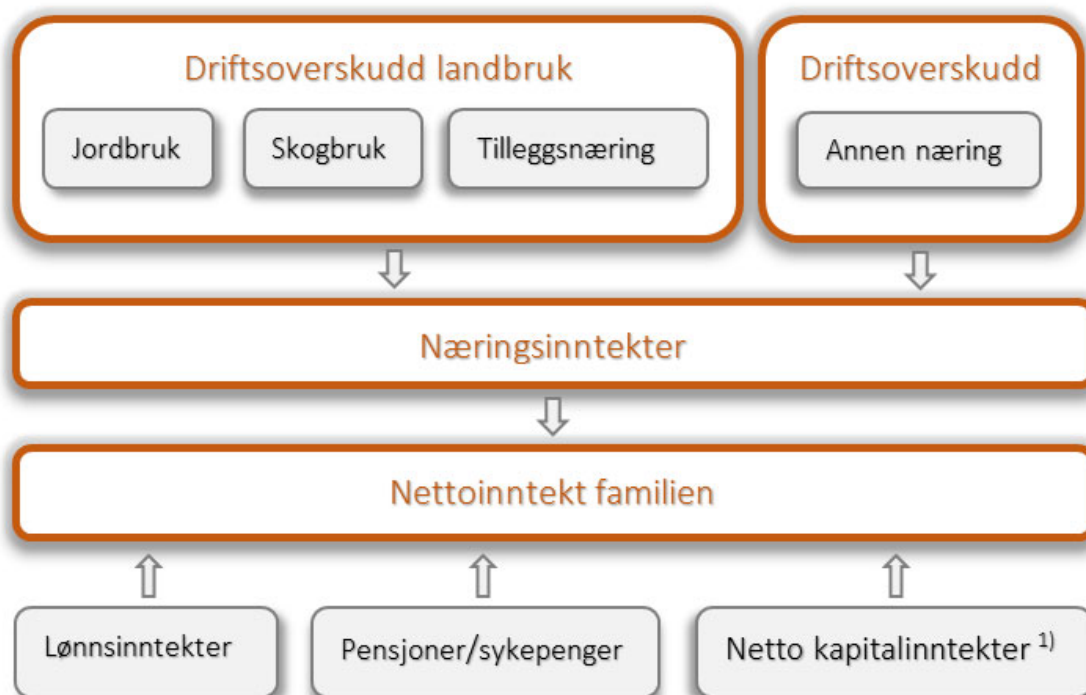 Driftsoverskudd landbruk
Jordbruk
Skogbruk
Tilleggsnæring
Driftsoverskudd
Annen næring
Næringsinntekter
Nettoinntekt familien
Lønnsinntekter
Pensjoner/sykepenger
Netto kapitalinntekter 1)